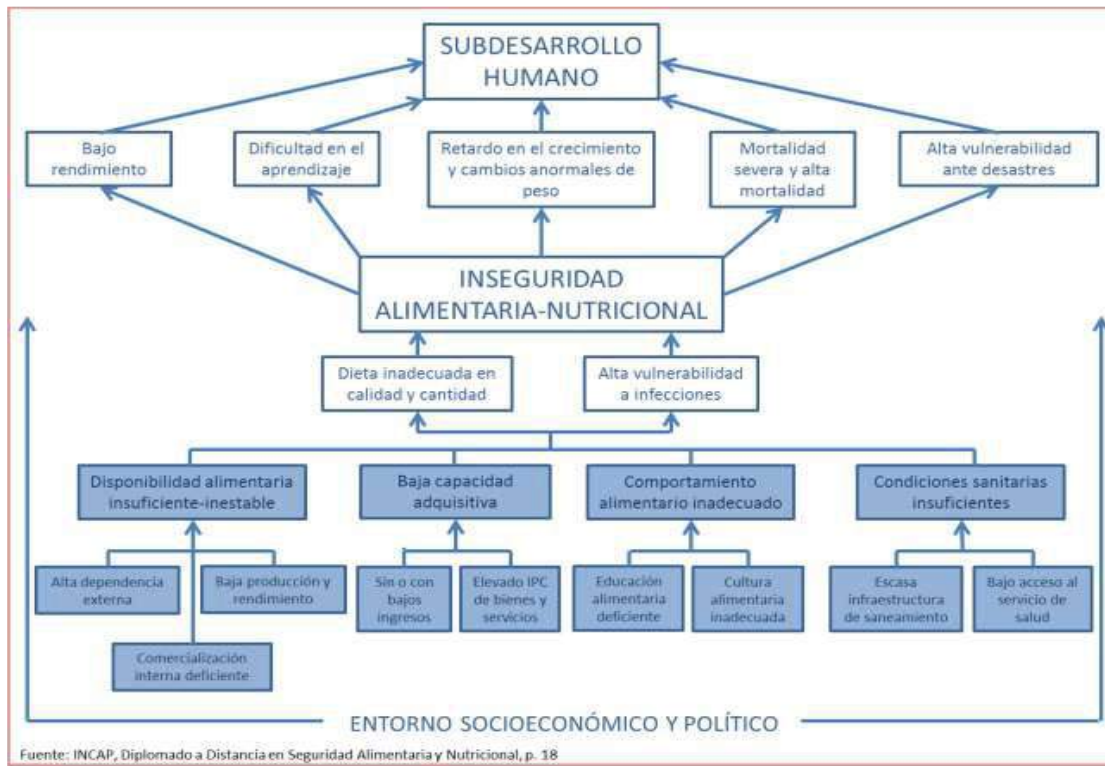 SUBDESARROLLO
HUMANO
Bajo
rendimiento
Dificultad en el
aprendizaje
Retardo en el crecimiento
y cambios anormales de
peso
Mortalidad
severa y alta
mortalidad
Alta vulnerabilidad
ante desastres
INSEGURIDAD
ALIMENTARIA-NUTRICIONAL
Dieta inadecuada en
calidad y cantidad
Alta vulnerabilidad
a infecciones
Disponibilidad alimentaria
insuficiente-inestable
Baja capacidad
adquisitiva
Comportamiento
alimentario inadecuado
Condiciones sanitarias
insuficientes
Alta dependencia
externa
Baja producción y
rendimiento
Sin o con
bajos
ingresos
Elevado IPC
de bienes y
servicios
Educación
alimentaria
deficiente
Cultura
alimentaria
inadecuada
Escasa
infraestructura
de saneamiento
Bajo acceso al
servicio de
salud
Comercialización
interna deficiente
ENTORNO SOCIOECONÓMICO Y POLÍTICO
Fuente: INCAP, Diplomado a Distancia en Seguridad Alimentaria y Nutricional, p. 18